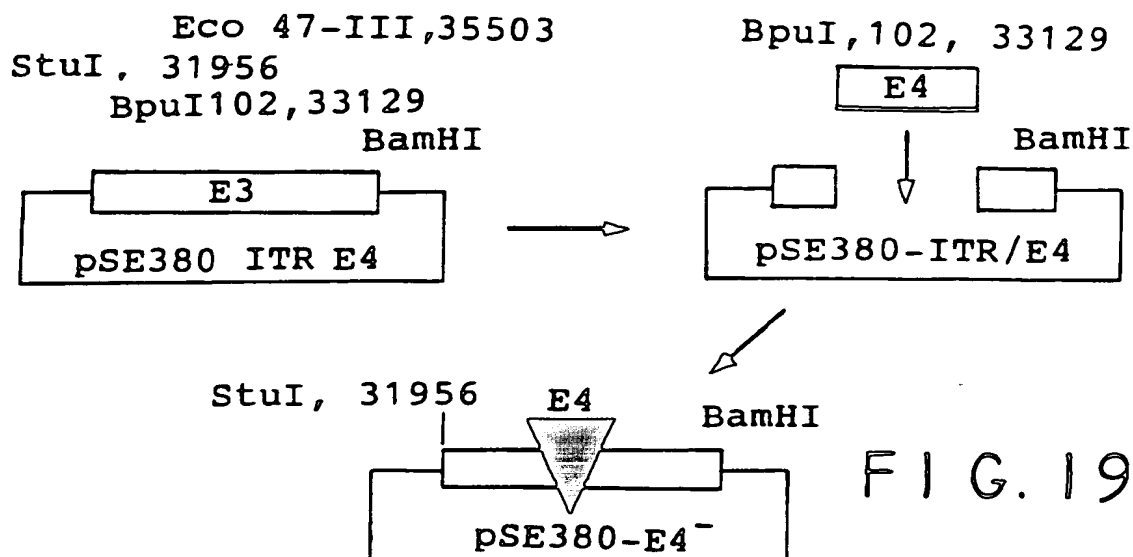 Eco 47-III,35503
StuI, 31956
BpuI102,33129
BamHI
E3
pSE380 ITR E4
BpuI,102, 33129
E4
BamHI
pSE380-ITR/E4
StuI, 31956
E4
BamHI
pSE380-E4⁻
FIG. 19